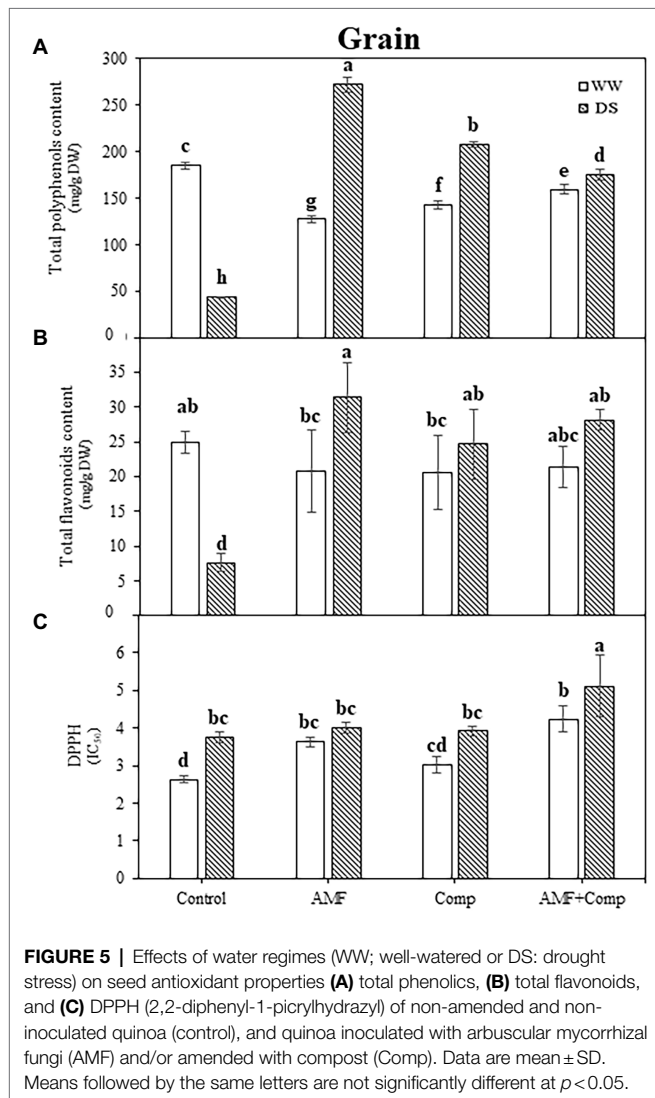 Grain
A
300
250
200
150
100
50
0
Total polyphenols content
(mg/g DW)
WW
DS
c
h
g
a
f
b
e
d
B
35
30
25
20
15
10
5
0
Total flavonoids content
(mg/g DW)
ab
d
bc
a
bc
ab
abc
ab
C
6
5
4
3
2
1
0
DPPH
(IC50)
d
bc
bc
bc
cd
bc
b
a
Control
AMF
Comp
AMF+Comp
FIGURE 5 | Effects of water regimes (WW; well-watered or DS: drought
stress) on seed antioxidant properties (A) total phenolics, (B) total flavonoids,
and (C) DPPH (2,2-diphenyl-1-picrylhydrazyl) of non-amended and non-
inoculated quinoa (control), and quinoa inoculated with arbuscular mycorrhizal
fungi (AMF) and/or amended with compost (Comp). Data are mean ± SD.
Means followed by the same letters are not significantly different at p < 0.05.